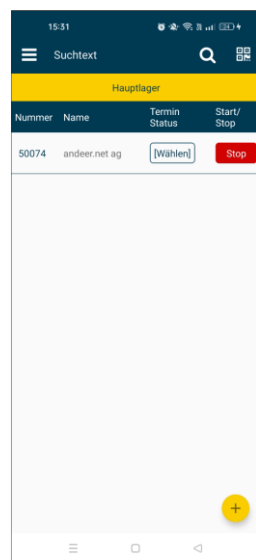 15:31
Suchtext
Hauptlager
Nummer Name Termin Status Start/ Stop
50074 andeer.net ag [Wählen] Stop
+